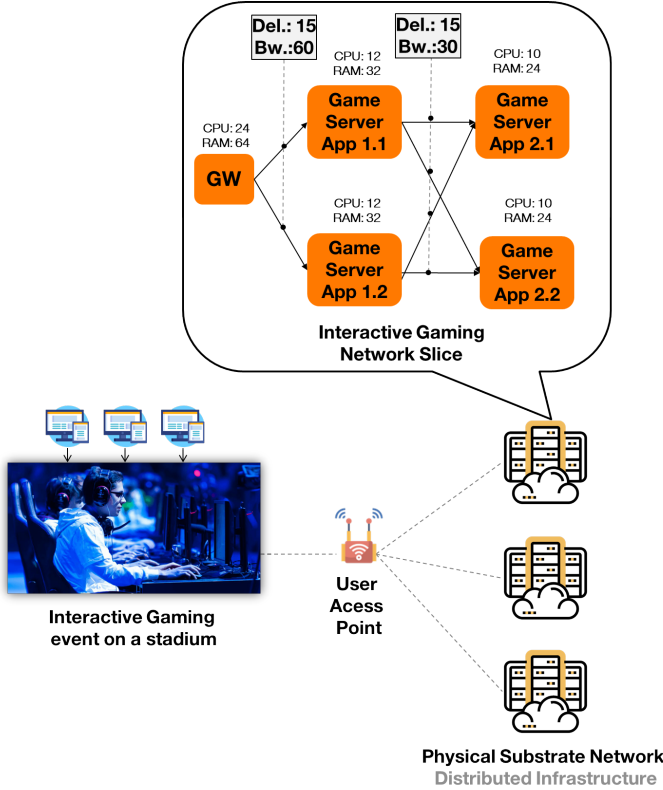 Del.: 15
Bw.:60
Del.: 15
Bw.:30
CPU: 12
RAM: 32
CPU: 10
RAM: 24
Game
Server
App 1.1
Game
Server
App 2.1
CPU: 24
RAM: 64
GW
CPU: 12
RAM: 32
CPU: 10
RAM: 24
Game
Server
App 1.2
Game
Server
App 2.2
Interactive Gaming
Network Slice
User
Acess
Point
Interactive Gaming
event on a stadium
Physical Substrate Network
Distributed Infrastructure